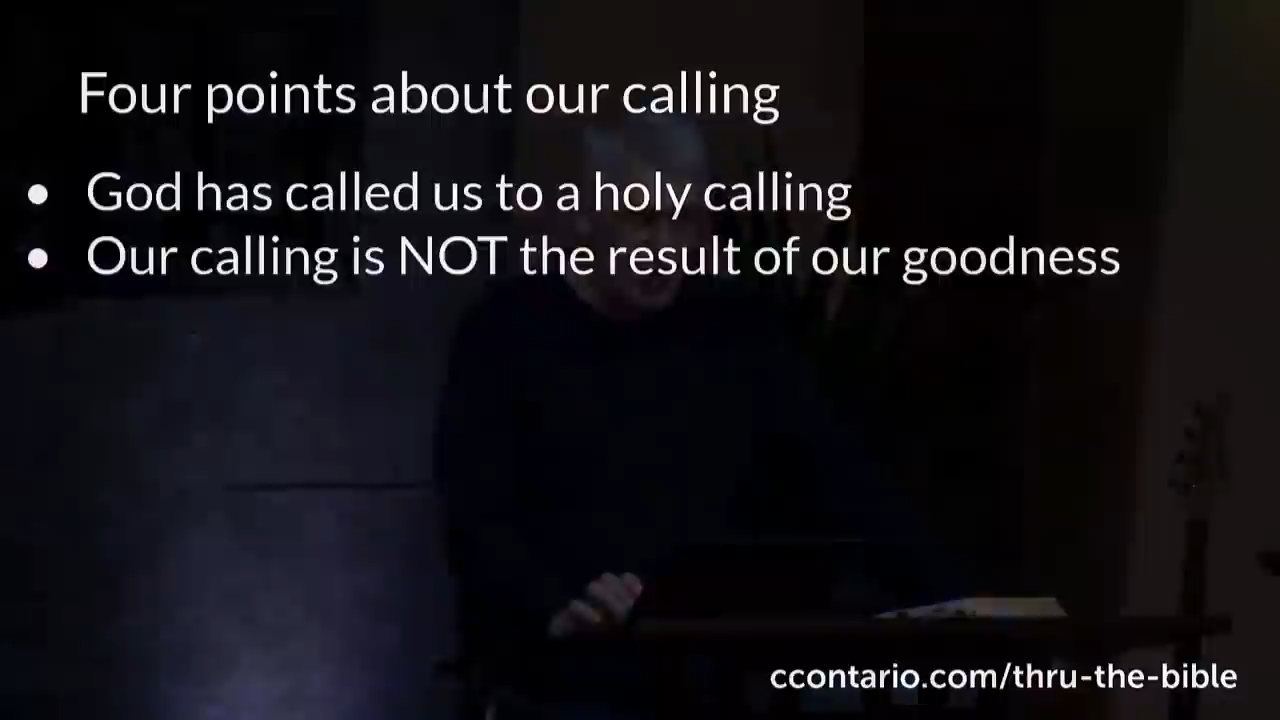 Four points about our calling
• God has called us to a holy calling
• Our calling is NOT the result of our goodness
ccontario.com/thru-the-bible